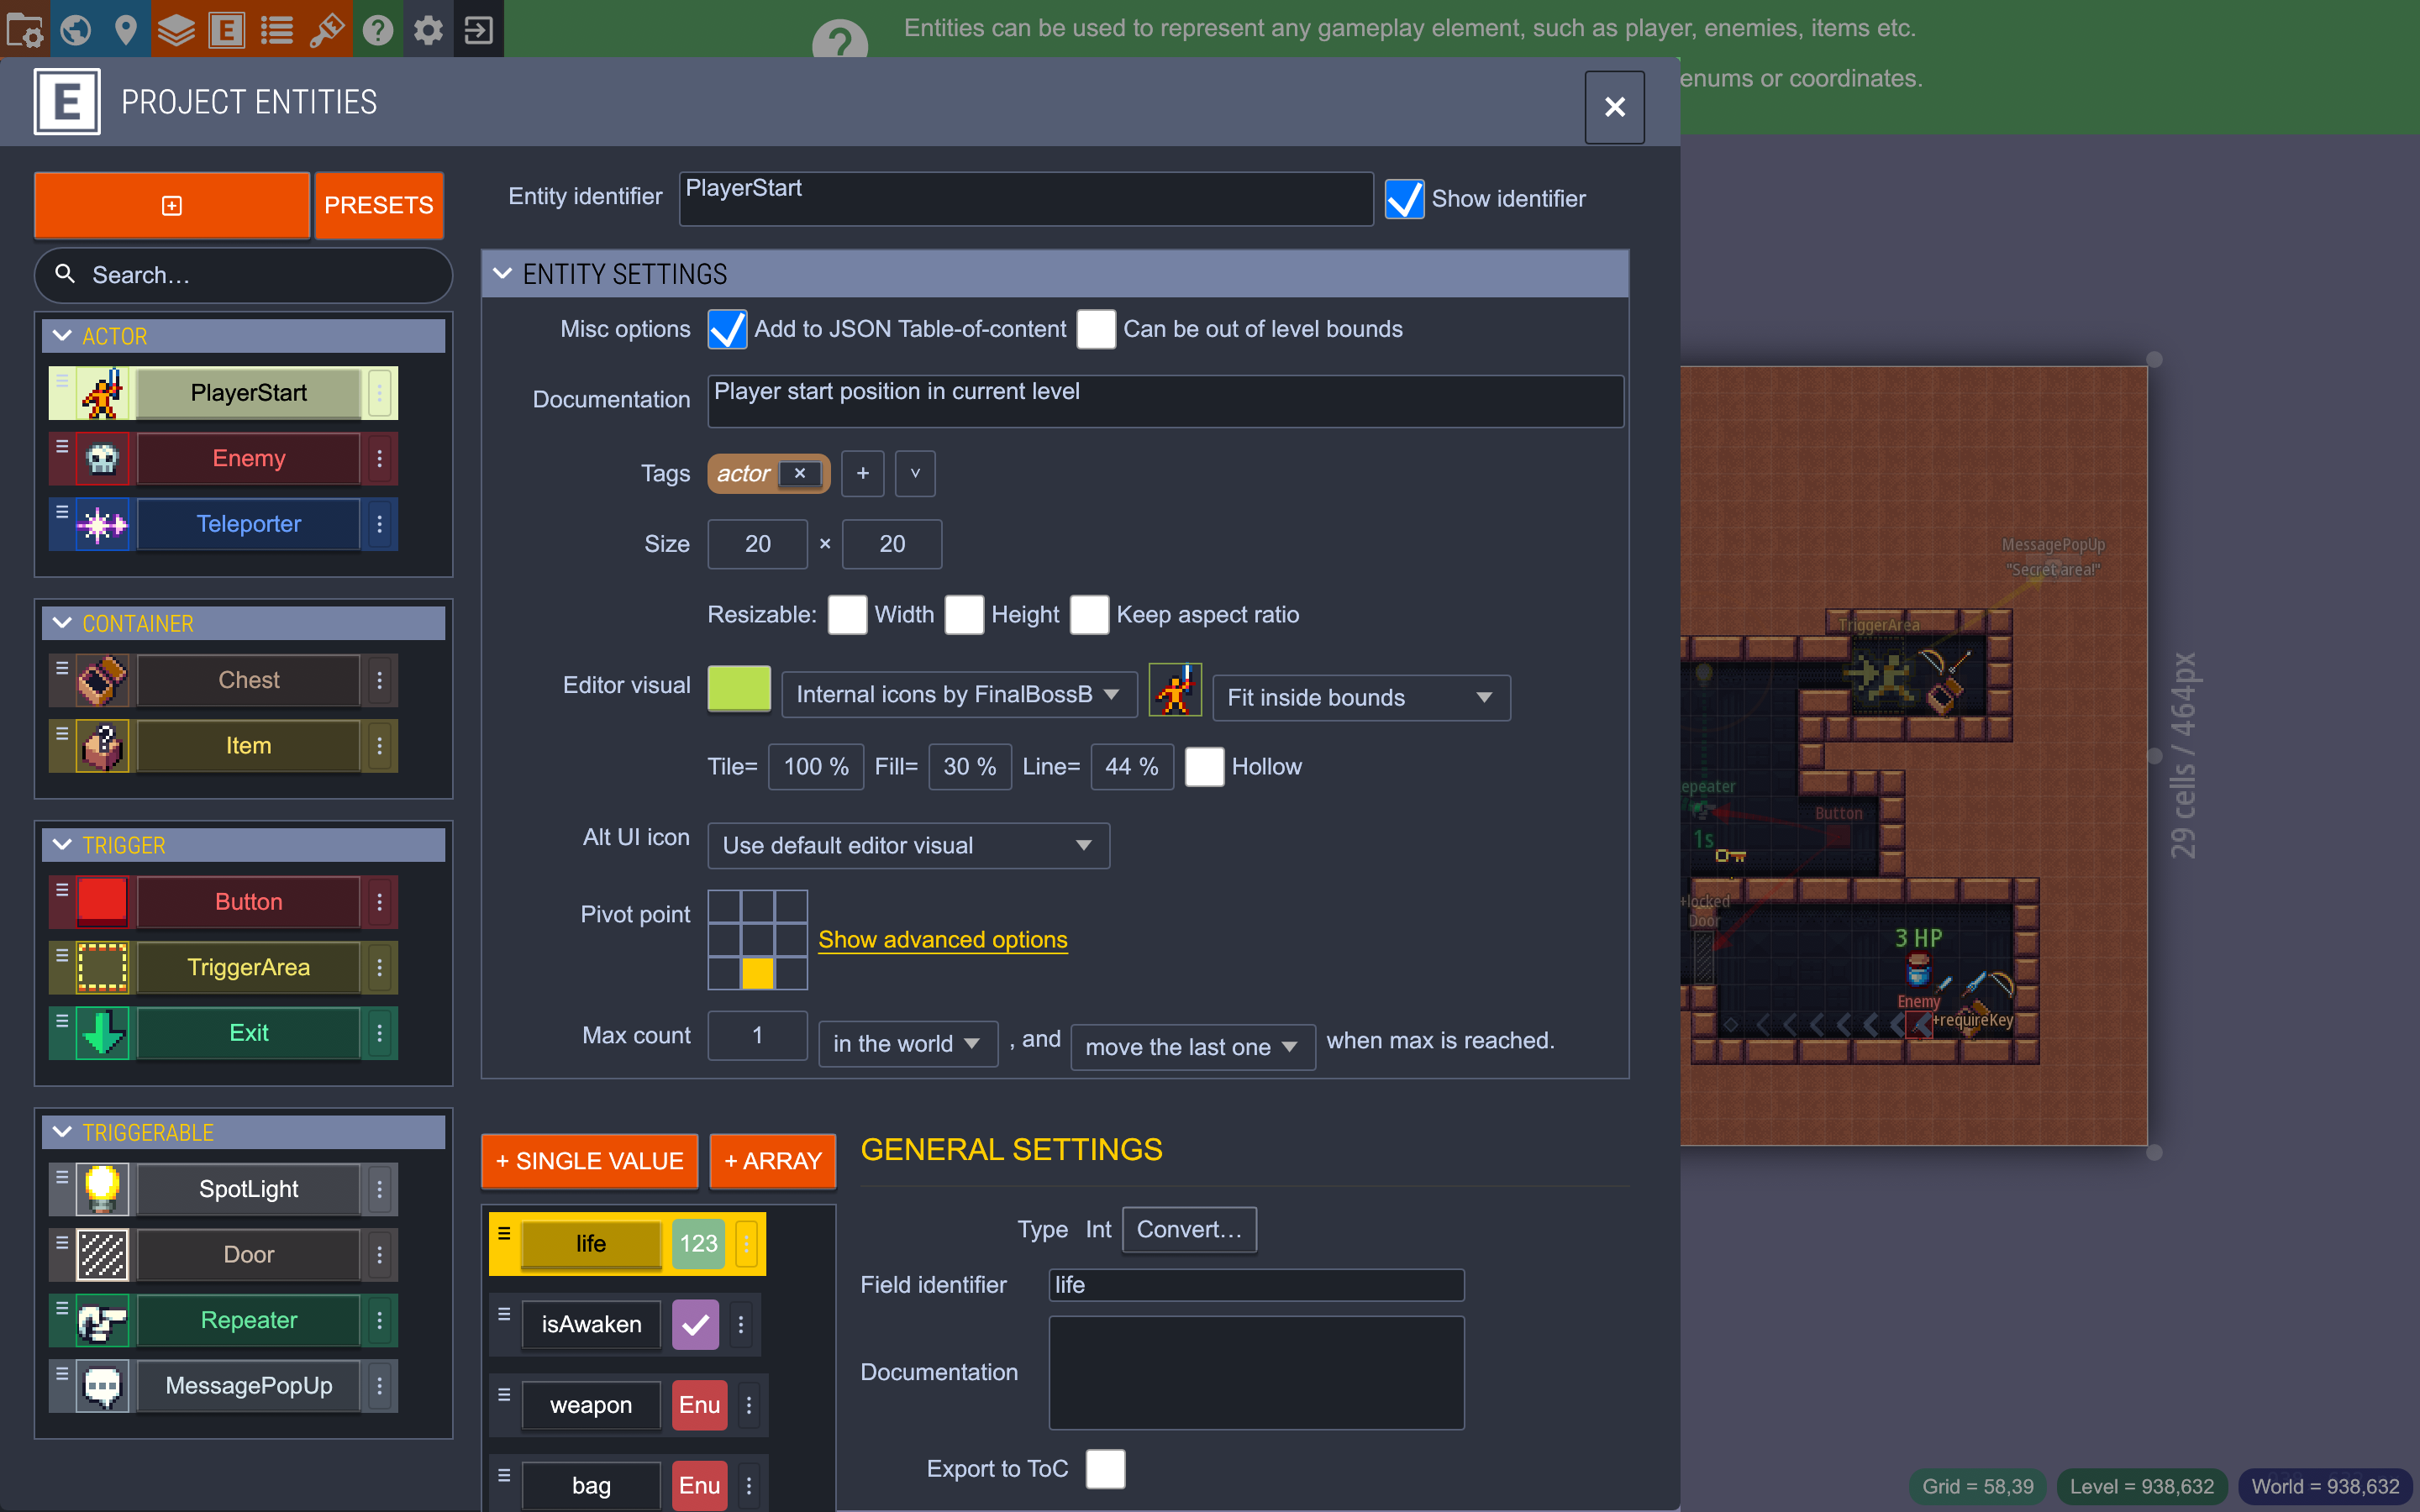 Entities can be used to represent any gameplay element, such as player, enemies, items etc.
enums or coordinates.
E PROJECT ENTITIES
PRESETS
Search...
ACTOR
PlayerStart
Enemy
Teleporter
CONTAINER
Chest
Item
TRIGGER
Button
TriggerArea
Exit
TRIGGERABLE
SpotLight
Door
Repeater
MessagePopUp
Entity identifier PlayerStart Show identifier
ENTITY SETTINGS
Misc options Add to JSON Table-of-content Can be out of level bounds
Documentation Player start position in current level
Tags actor × + v
Size 20 × 20
Resizable: Width Height Keep aspect ratio
Editor visual Internal icons by FinalBossB Fit inside bounds
Tile= 100 % Fill= 30 % Line= 44 % Hollow
Alt UI icon Use default editor visual
Pivot point Show advanced options
Max count 1 in the world , and move the last one when max is reached.
+ SINGLE VALUE + ARRAY
life 123
isAwaken
weapon Enu
bag Enu
GENERAL SETTINGS
Type Int Convert...
Field identifier life
Documentation
Export to ToC
MessagePopUp
"Secret area!"
TriggerArea
epeater
1s
Button
+locked
Door
3 HP
Enemy
+requireKey
29 cells / 464px
Grid = 58,39 Level = 938,632 World = 938,632